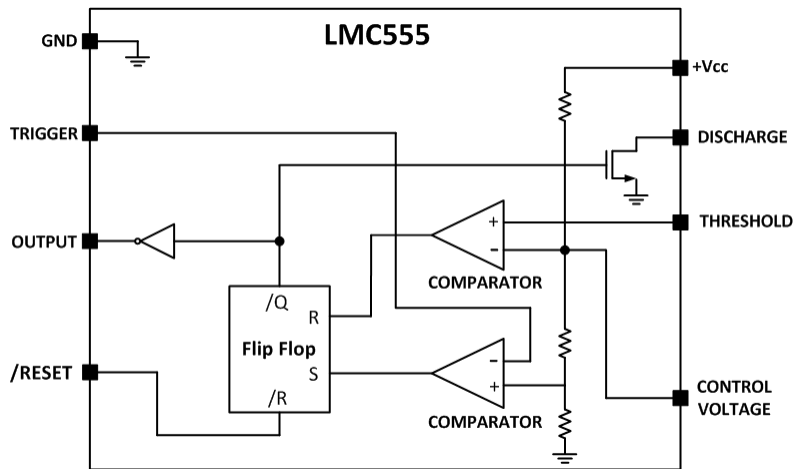 LMC555
GND
+Vcc
TRIGGER
DISCHARGE
THRESHOLD
OUTPUT
+
-
COMPARATOR
/Q
R
Flip Flop
S
/R
-
+
COMPARATOR
/RESET
CONTROL
VOLTAGE